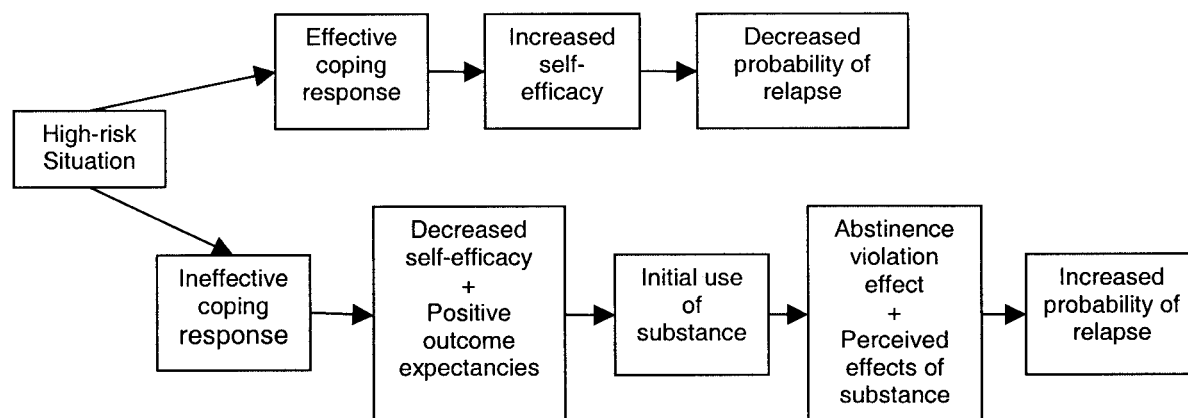 Effective
coping
response
Increased
self-
efficacy
Decreased
probability of
relapse
High-risk
Situation
Ineffective
coping
response
Decreased
self-efficacy
+
Positive
outcome
expectancies
Initial use
of
substance
Abstinence
violation
effect
+
Perceived
effects of
substance
Increased
probability
of relapse